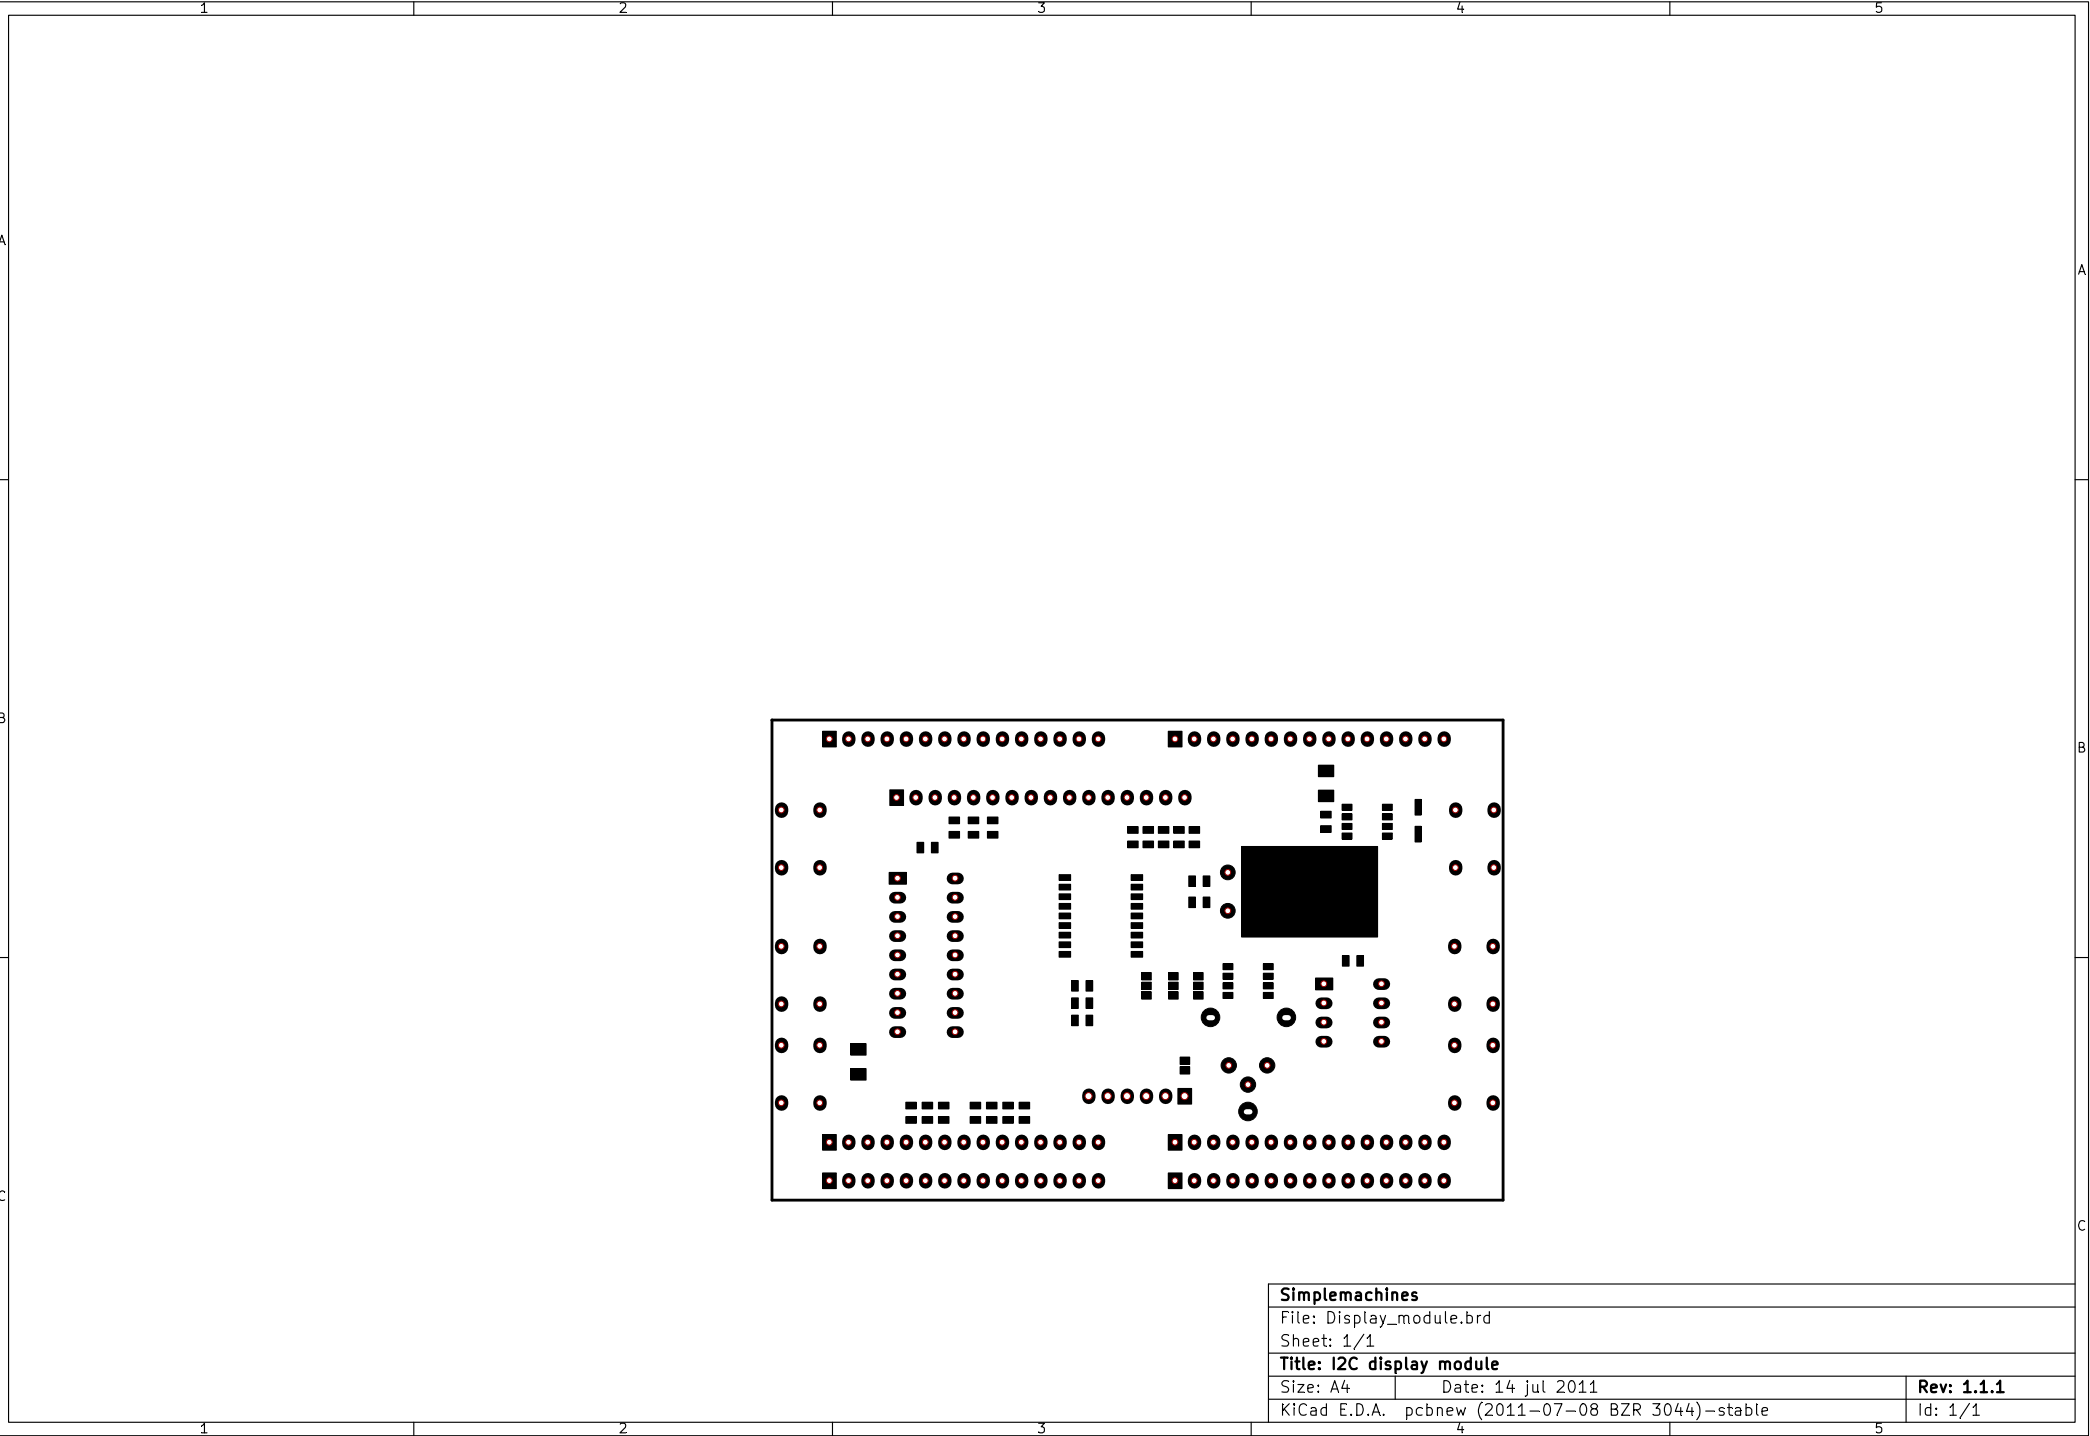 1 2 3 4 5
A A
B B
C C
Simplemachines
File: Display_module.brd
Sheet: 1/1
Title: I2C display module
Size: A4 Date: 14 jul 2011 Rev: 1.1.1
KiCad E.D.A. pcbnew (2011-07-08 BZR 3044)-stable Id: 1/1
1 2 3 4 5